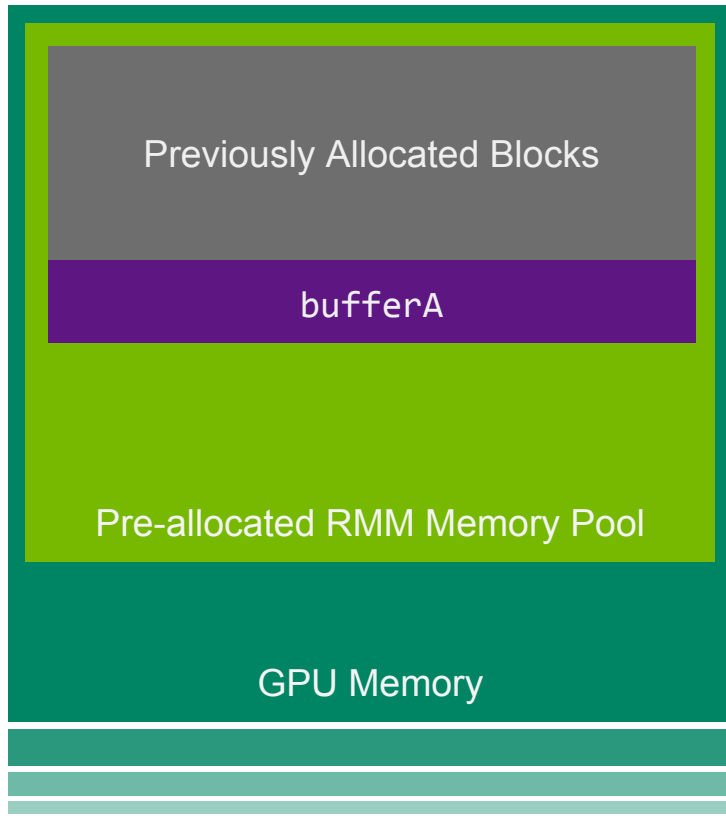 Previously Allocated Blocks
bufferA
Pre-allocated RMM Memory Pool
GPU Memory